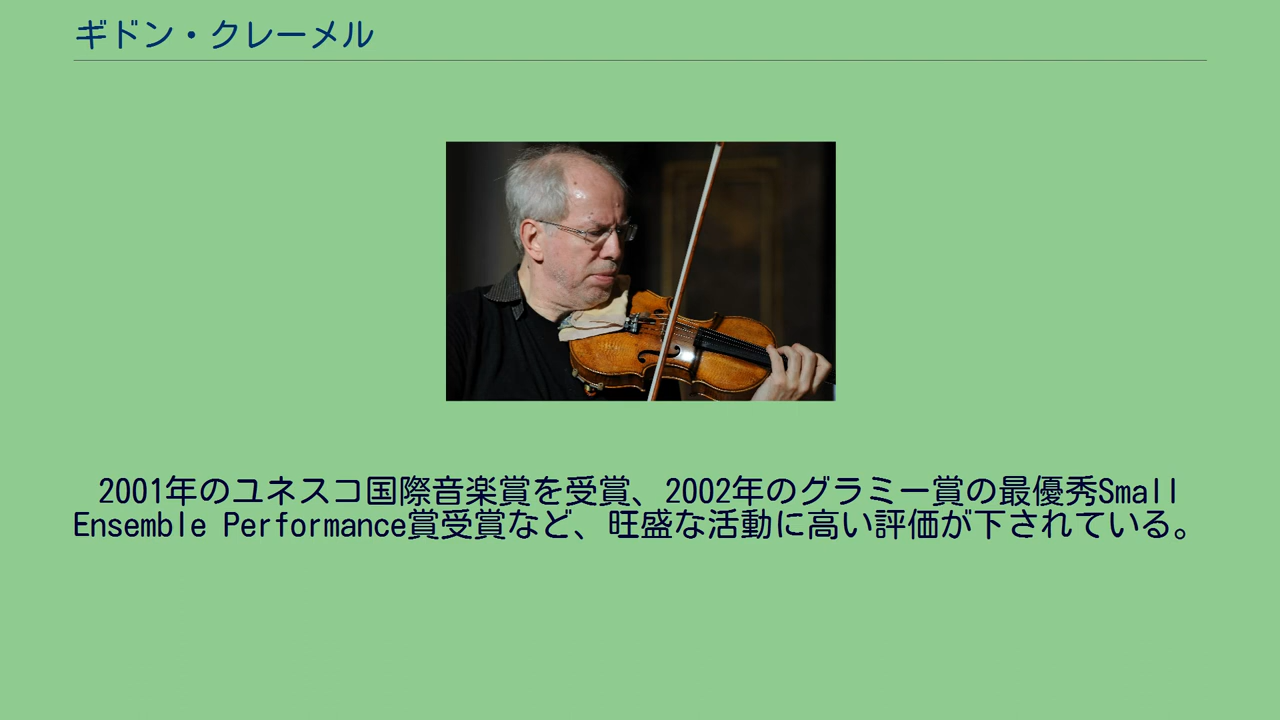 ギドン・クレーメル
2001年のユネスコ国際音楽賞を受賞、2002年のグラミー賞の最優秀Small
Ensemble Performance賞受賞など、旺盛な活動に高い評価が下されている。